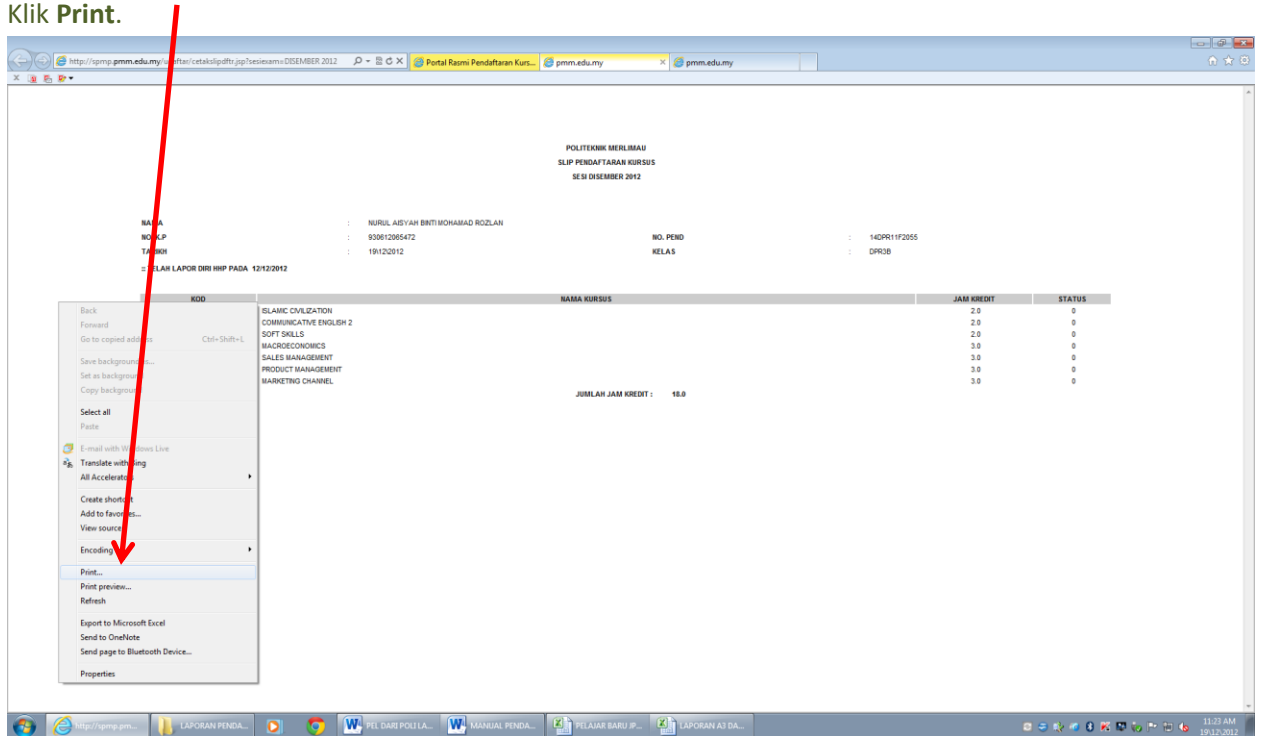 Klik Print.
http://spmp.pmm.edu.my/ tar/cetakslipdftr.jsp?sesiexam=DISEMBER 2012
Portal Rasmi Pendaftaran Kurs...
pmm.edu.my
pmm.edu.my
POLITEKNIK MERLIMAU
SLIP PENDAFTARAN KURSUS
SESI DISEMBER 2012
: NURUL AISYAH BINTI MOHAMAD ROZLAN
: 930612065472 NO. PEND : 14DPR11F2055
: 19\12\2012 KELAS : DPR3B
LAH LAPOR DIRI HHP PADA 12/12/2012
KOD NAMA KURSUS JAM KREDIT STATUS
ISLAMIC CIVILIZATION 2.0 0
COMMUNICATIVE ENGLISH 2 2.0 0
SOFT SKILLS 2.0 0
MACROECONOMICS 3.0 0
SALES MANAGEMENT 3.0 0
PRODUCT MANAGEMENT 3.0 0
MARKETING CHANNEL 3.0 0
JUMLAH JAM KREDIT : 18.0
Back
Forward
Go to copied address Ctrl+Shift+L
Save background as...
Set as background
Copy background
Select all
Paste
E-mail with Windows Live
Translate with Bing
All Accelerators
Create shortcut
Add to favorites...
View source
Encoding
Print...
Print preview...
Refresh
Export to Microsoft Excel
Send to OneNote
Send page to Bluetooth Device...
Properties
http://spmp.pm...
LAPORAN PENDA...
PEL DARI POLI LA...
MANUAL PENDA...
PELAJAR BARU JP...
LAPORAN A3 DA...
11:23 AM
19\12\2012